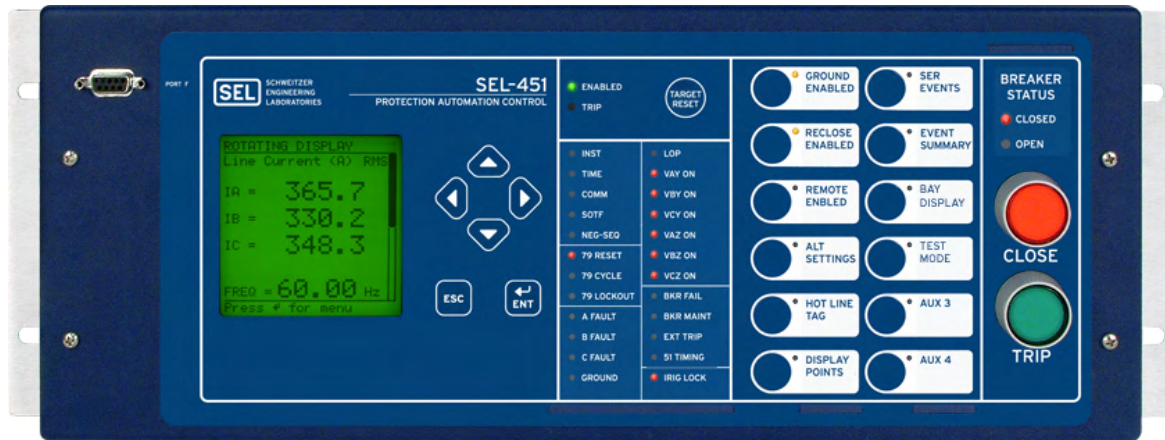 PORT F
SEL
SCHWEITZER
ENGINEERING
LABORATORIES
SEL-451
PROTECTION AUTOMATION CONTROL
ROTATING DISPLAY
Line Current (A) RMS
IA = 365.7
IB = 330.2
IC = 348.3
FREQ = 60.00 Hz
Press ↵ for menu
ESC
ENT
ENABLED
TRIP
TARGET
RESET
INST
TIME
COMM
SOTF
NEG-SEQ
79 RESET
79 CYCLE
79 LOCKOUT
A FAULT
B FAULT
C FAULT
GROUND
LOP
VAY ON
VBY ON
VCY ON
VAZ ON
VBZ ON
VCZ ON
BKR FAIL
BKR MAINT
EXT TRIP
51 TIMING
IRIG LOCK
GROUND
ENABLED
RECLOSE
ENABLED
REMOTE
ENBLED
ALT
SETTINGS
HOT LINE
TAG
DISPLAY
POINTS
SER
EVENTS
EVENT
SUMMARY
BAY
DISPLAY
TEST
MODE
AUX 3
AUX 4
BREAKER
STATUS
CLOSED
OPEN
CLOSE
TRIP